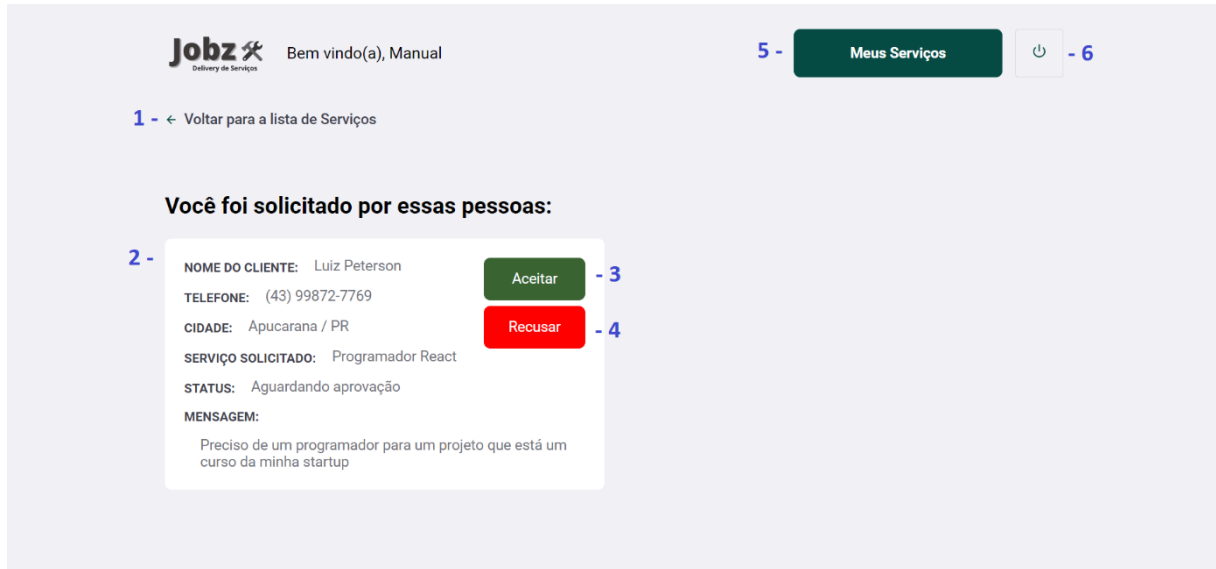 Jobz
Delivery de Serviços
Bem vindo(a), Manual
5 -
Meus Serviços
- 6
1 - ← Voltar para a lista de Serviços
Você foi solicitado por essas pessoas:
2 -
NOME DO CLIENTE: Luiz Peterson
Aceitar
- 3
TELEFONE: (43) 99872-7769
CIDADE: Apucarana / PR
Recusar
- 4
SERVIÇO SOLICITADO: Programador React
STATUS: Aguardando aprovação
MENSAGEM:
Preciso de um programador para um projeto que está um
curso da minha startup